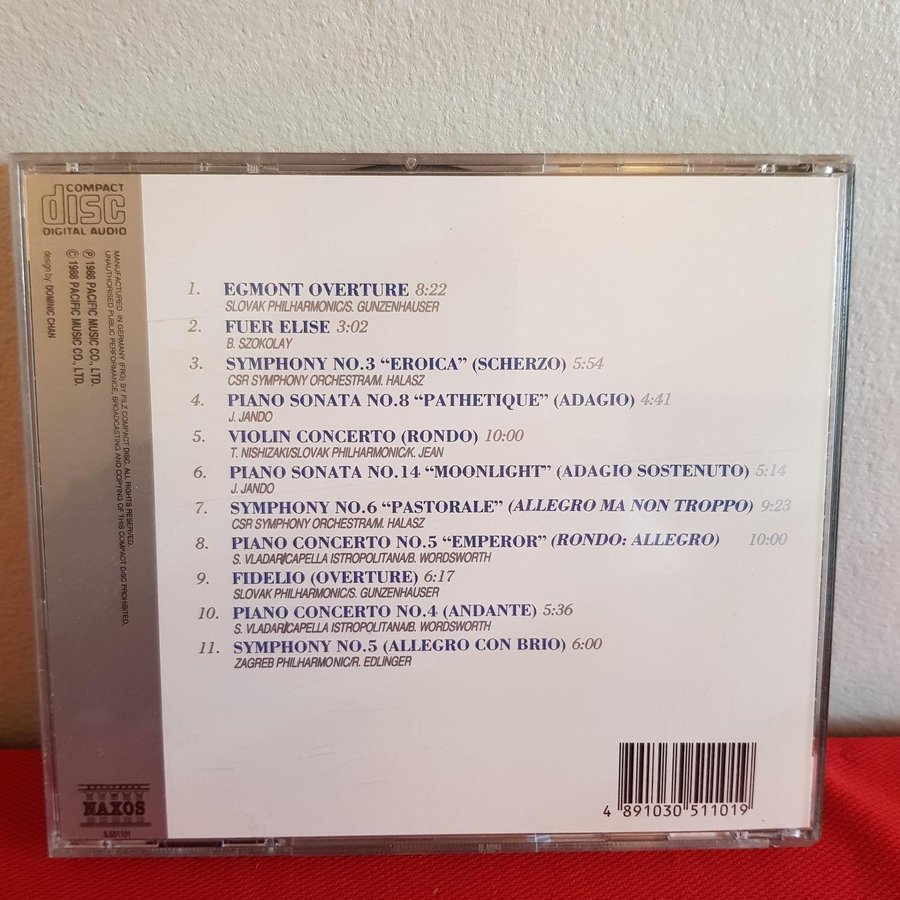 COMPACT
disc
DIGITAL AUDIO
MANUFACTURED IN GERMANY (FRG) BY PILZ COMPACT DISC. ALL RIGHTS RESERVED.
UNAUTHORISED PUBLIC PERFORMANCE, BROADCASTING AND COPYING OF THIS COMPACT DISC PROHIBITED.
℗ 1988 PACIFIC MUSIC CO., LTD.
© 1988 PACIFIC MUSIC CO., LTD.
design by DOMINIC CHAN
1. EGMONT OVERTURE 8:22
SLOVAK PHILHARMONIC/S. GUNZENHAUSER
2. FUER ELISE 3:02
B. SZOKOLAY
3. SYMPHONY NO.3 “EROICA” (SCHERZO) 5:54
CSR SYMPHONY ORCHESTRA/M. HALASZ
4. PIANO SONATA NO.8 “PATHETIQUE” (ADAGIO) 4:41
J. JANDO
5. VIOLIN CONCERTO (RONDO) 10:00
T. NISHIZAKI/SLOVAK PHILHARMONIC/K. JEAN
6. PIANO SONATA NO.14 “MOONLIGHT” (ADAGIO SOSTENUTO) 5:14
J. JANDO
7. SYMPHONY NO.6 “PASTORALE” (ALLEGRO MA NON TROPPO) 9:23
CSR SYMPHONY ORCHESTRA/M. HALASZ
8. PIANO CONCERTO NO.5 “EMPEROR” (RONDO: ALLEGRO) 10:00
S. VLADAR/CAPELLA ISTROPOLITANA/B. WORDSWORTH
9. FIDELIO (OVERTURE) 6:17
SLOVAK PHILHARMONIC/S. GUNZENHAUSER
10. PIANO CONCERTO NO.4 (ANDANTE) 5:36
S. VLADAR/CAPELLA ISTROPOLITANA/B. WORDSWORTH
11. SYMPHONY NO.5 (ALLEGRO CON BRIO) 6:00
ZAGREB PHILHARMONIC/R. EDLINGER
NAXOS
4 891030 511019